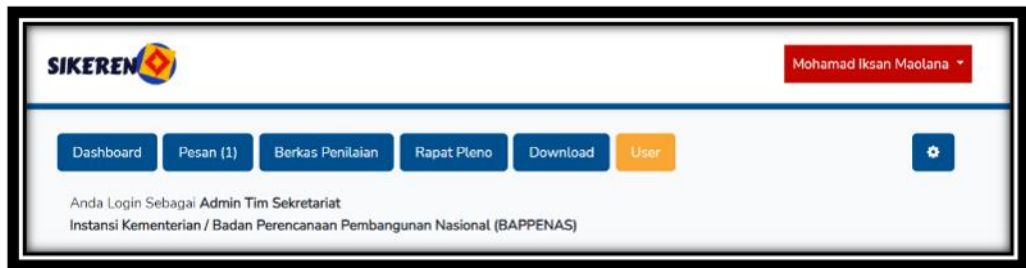 SIKEREN
Mohamad Iksan Maolana
Dashboard
Pesan (1)
Berkas Penilaian
Rapat Pleno
Download
User
Anda Login Sebagai Admin Tim Sekretariat
Instansi Kementerian / Badan Perencanaan Pembangunan Nasional (BAPPENAS)